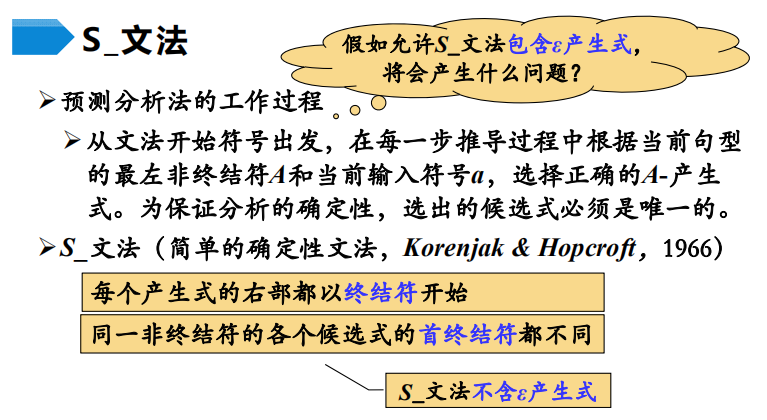 S_文法
假如允许S_文法包含ε产生式，
将会产生什么问题？
➢预测分析法的工作过程
➢从文法开始符号出发，在每一步推导过程中根据当前句型
的最左非终结符A和当前输入符号a，选择正确的A-产生
式。为保证分析的确定性，选出的候选式必须是唯一的。
➢S_文法（简单的确定性文法，Korenjak & Hopcroft，1966）
每个产生式的右部都以终结符开始
同一非终结符的各个候选式的首终结符都不同
S_文法不含ε产生式